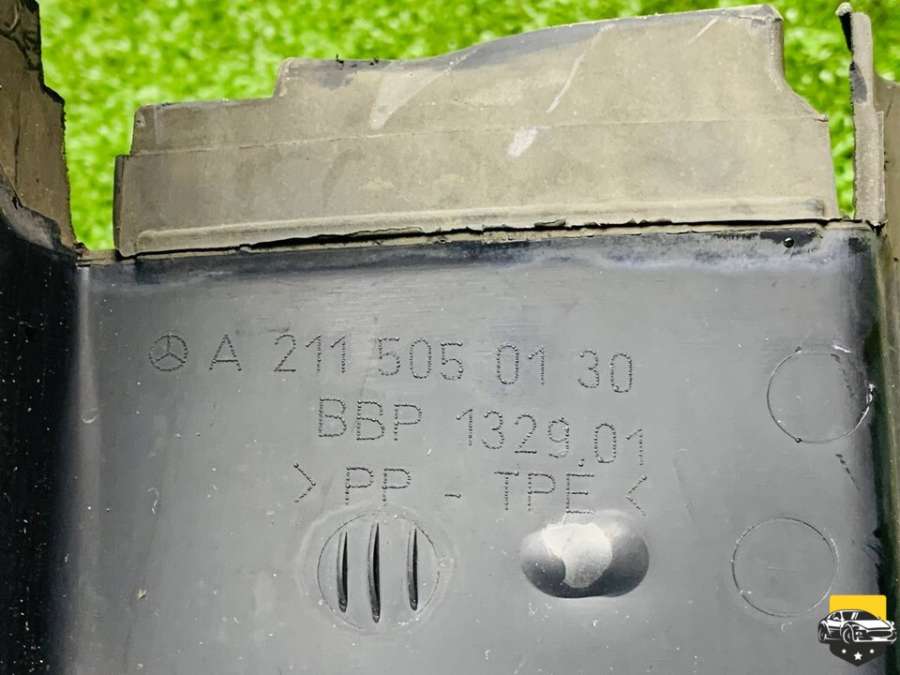 A 211 505 01 30
BBP 1329.01
> PP - TPE <